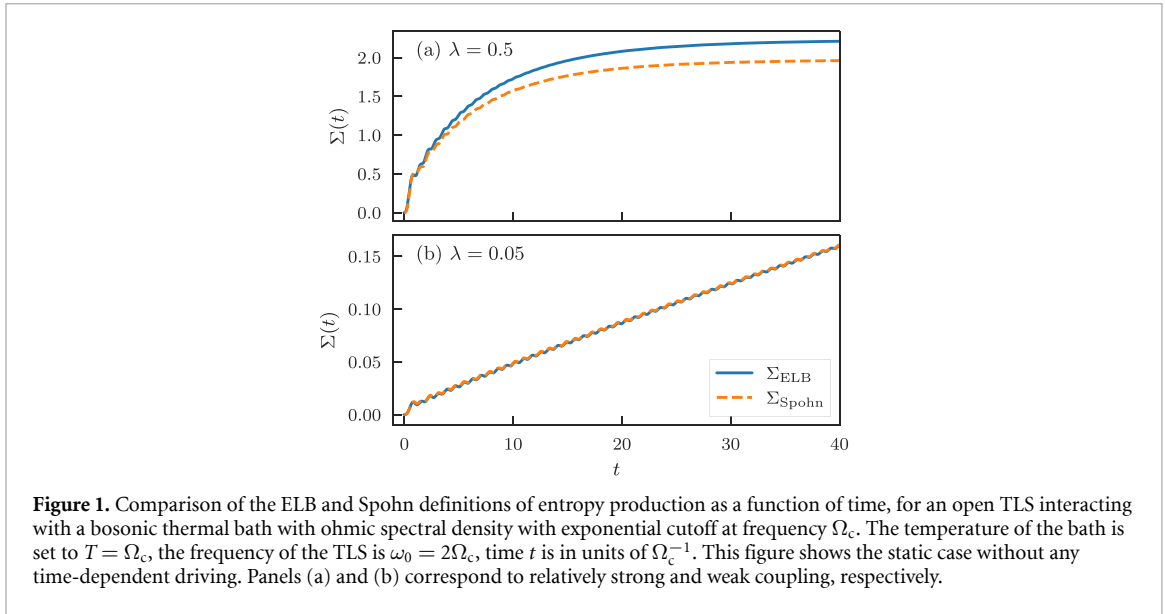 (a) λ = 0.5
2.0
1.5
1.0
0.5
0.0
Σ(t)
(b) λ = 0.05
0.15
0.10
0.05
0.00
Σ(t)
Σ_ELB
Σ_Spohn
0 10 20 30 40
t
Figure 1. Comparison of the ELB and Spohn definitions of entropy production as a function of time, for an open TLS interacting
with a bosonic thermal bath with ohmic spectral density with exponential cutoff at frequency Ω_c. The temperature of the bath is
set to T = Ω_c, the frequency of the TLS is ω₀ = 2Ω_c, time t is in units of Ω_c⁻¹. This figure shows the static case without any
time-dependent driving. Panels (a) and (b) correspond to relatively strong and weak coupling, respectively.